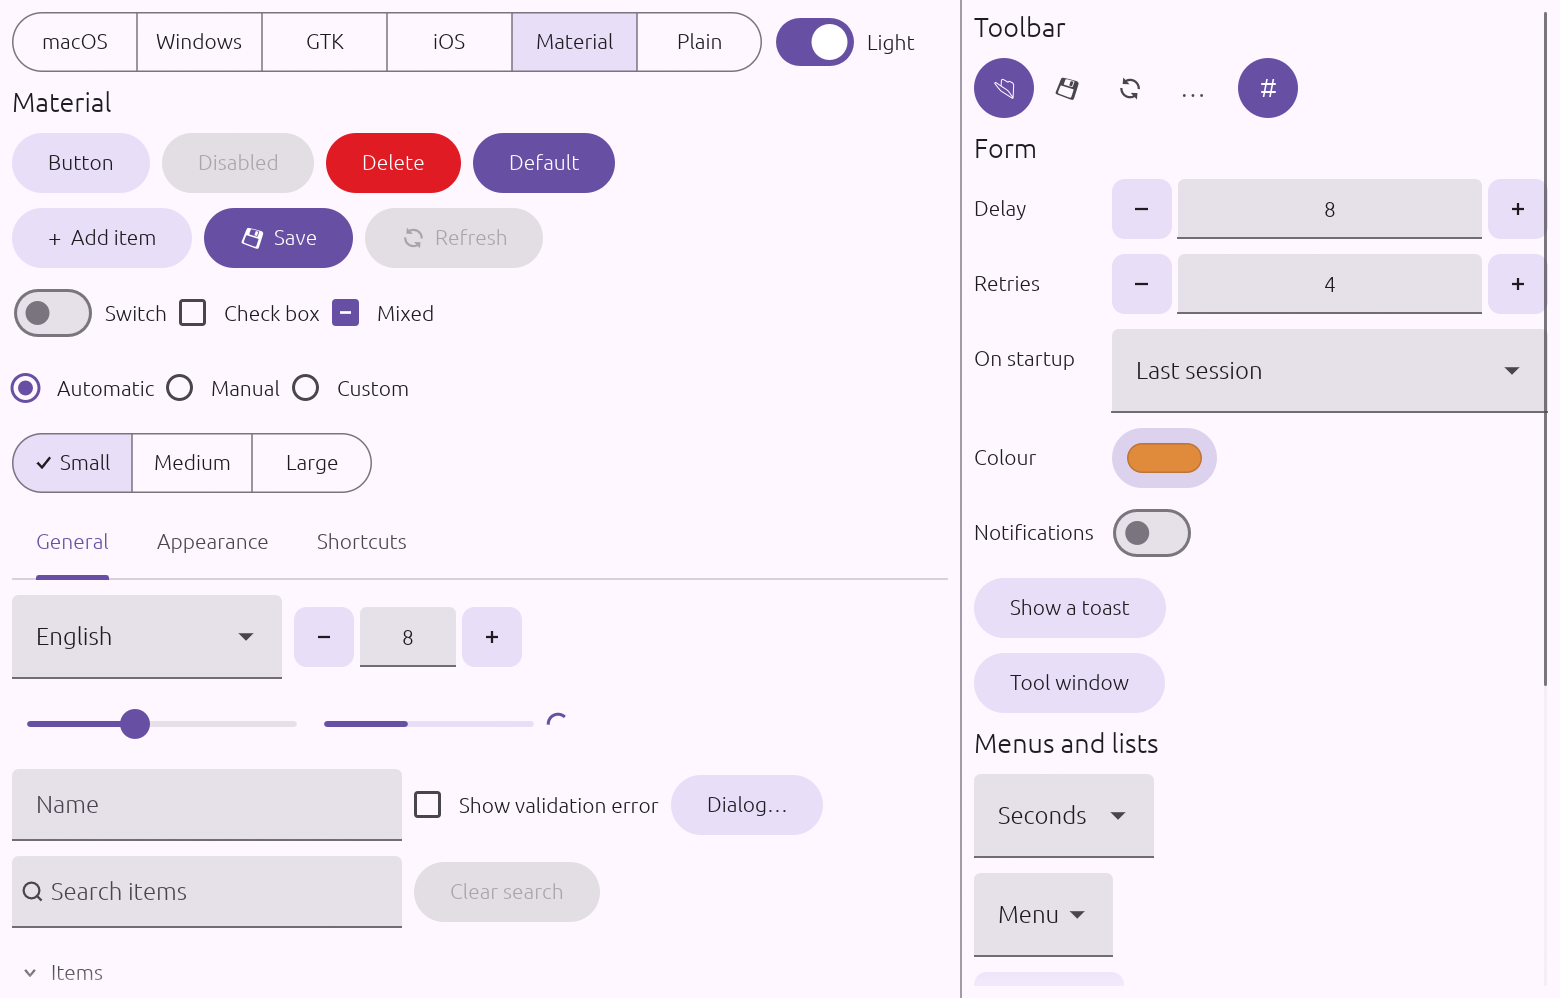 macOS Windows GTK iOS Material Plain Light
Material
Button Disabled Delete Default
+ Add item Save Refresh
Switch Check box Mixed
Automatic Manual Custom
Small Medium Large
General Appearance Shortcuts
English − 8 +
Name Show validation error Dialog...
Search items Clear search
Items
Toolbar
... #
Form
Delay − 8 +
Retries − 4 +
On startup Last session
Colour
Notifications
Show a toast
Tool window
Menus and lists
Seconds
Menu